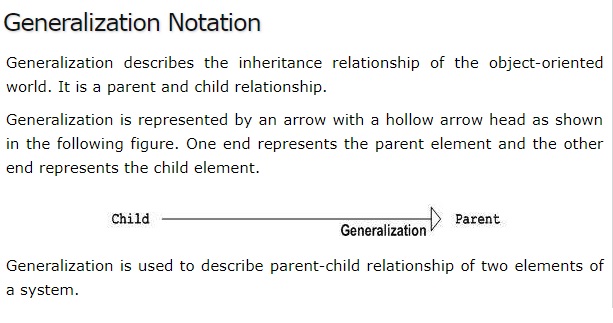 Generalization Notation
Generalization describes the inheritance relationship of the object-oriented
world. It is a parent and child relationship.
Generalization is represented by an arrow with a hollow arrow head as shown
in the following figure. One end represents the parent element and the other
end represents the child element.
Child Parent
Generalization
Generalization is used to describe parent-child relationship of two elements of
a system.